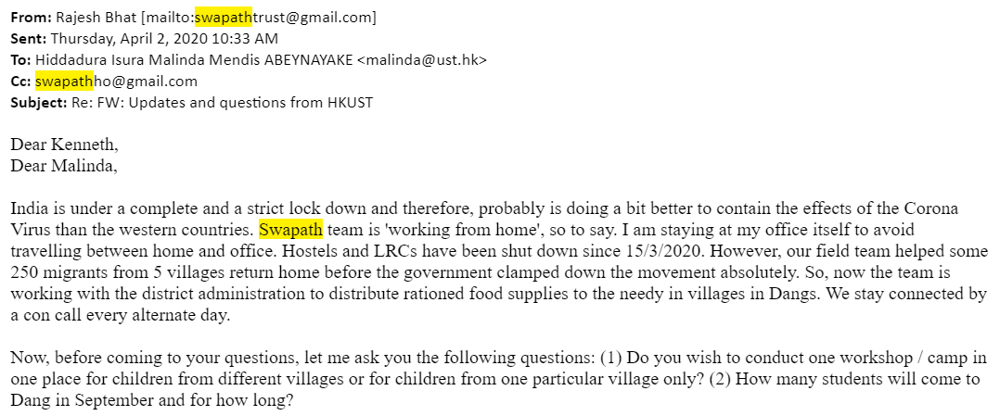 From: Rajesh Bhat [mailto:swapathtrust@gmail.com]
Sent: Thursday, April 2, 2020 10:33 AM
To: Hiddadura Isura Malinda Mendis ABEYNAYAKE <malinda@ust.hk>
Cc: swapathho@gmail.com
Subject: Re: FW: Updates and questions from HKUST
Dear Kenneth,
Dear Malinda,
India is under a complete and a strict lock down and therefore, probably is doing a bit better to contain the effects of the Corona
Virus than the western countries. Swapath team is 'working from home', so to say. I am staying at my office itself to avoid
travelling between home and office. Hostels and LRCs have been shut down since 15/3/2020. However, our field team helped some
250 migrants from 5 villages return home before the government clamped down the movement absolutely. So, now the team is
working with the district administration to distribute rationed food supplies to the needy in villages in Dangs. We stay connected by
a con call every alternate day.
Now, before coming to your questions, let me ask you the following questions: (1) Do you wish to conduct one workshop / camp in
one place for children from different villages or for children from one particular village only? (2) How many students will come to
Dang in September and for how long?